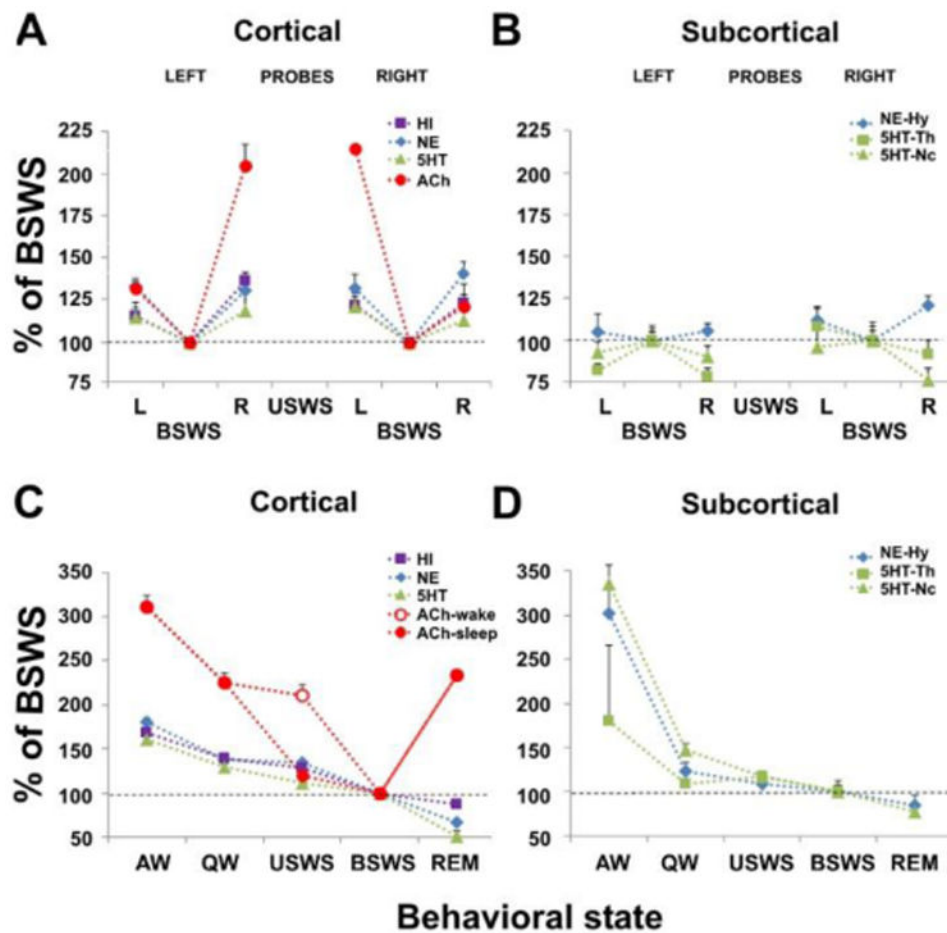 A Cortical
LEFT PROBES RIGHT
HI
NE
5HT
ACh
% of BSWS
225
200
175
150
125
100
75
L R USWS L R
BSWS BSWS
B Subcortical
LEFT PROBES RIGHT
NE-Hy
5HT-Th
5HT-Nc
225
200
175
150
125
100
75
L R USWS L R
BSWS BSWS
C Cortical
HI
NE
5HT
ACh-wake
ACh-sleep
% of BSWS
350
300
250
200
150
100
50
AW QW USWS BSWS REM
D Subcortical
NE-Hy
5HT-Th
5HT-Nc
350
300
250
200
150
100
50
AW QW USWS BSWS REM
Behavioral state